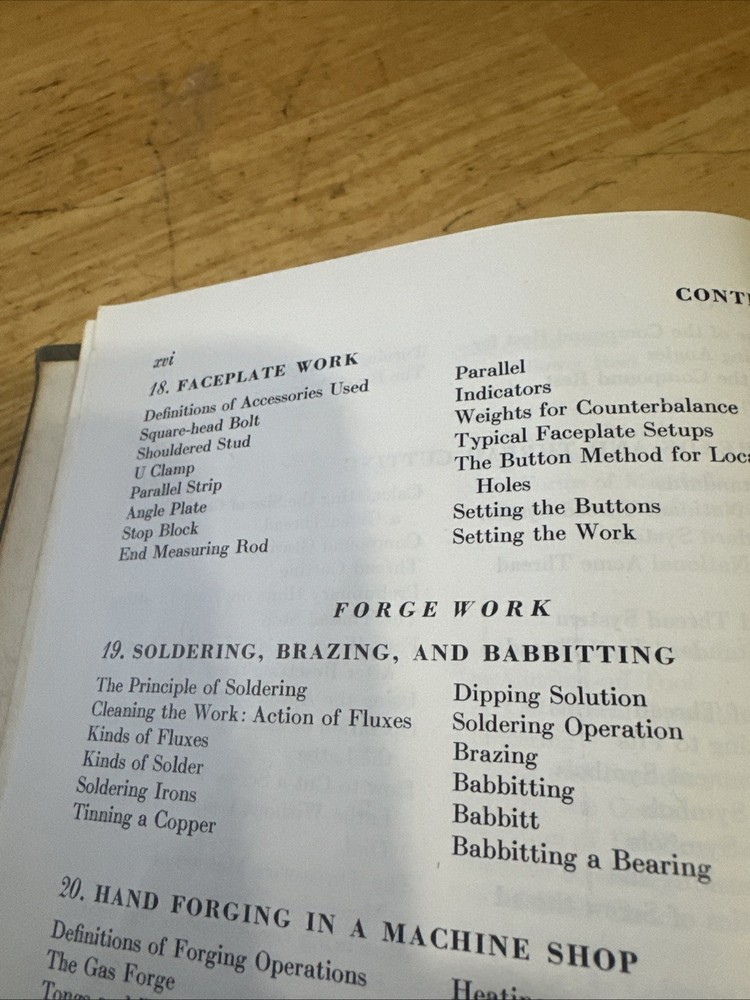 CONT
xvi
18. FACEPLATE WORK
Definitions of Accessories Used
Square-head Bolt
Shouldered Stud
U Clamp
Parallel Strip
Angle Plate
Stop Block
End Measuring Rod
Parallel
Indicators
Weights for Counterbalance
Typical Faceplate Setups
The Button Method for Loc
Holes
Setting the Buttons
Setting the Work
FORGE WORK
19. SOLDERING, BRAZING, AND BABBITTING
The Principle of Soldering
Cleaning the Work: Action of Fluxes
Kinds of Fluxes
Kinds of Solder
Soldering Irons
Tinning a Copper
Dipping Solution
Soldering Operation
Brazing
Babbitting
Babbitt
Babbitting a Bearing
20. HAND FORGING IN A MACHINE SHOP
Definitions of Forging Operations
The Gas Forge